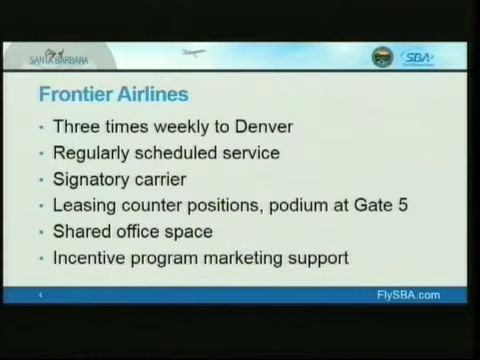 City of
SANTA BARBARA
SBA
Frontier Airlines
• Three times weekly to Denver
• Regularly scheduled service
• Signatory carrier
• Leasing counter positions, podium at Gate 5
• Shared office space
• Incentive program marketing support
4
FlySBA.com